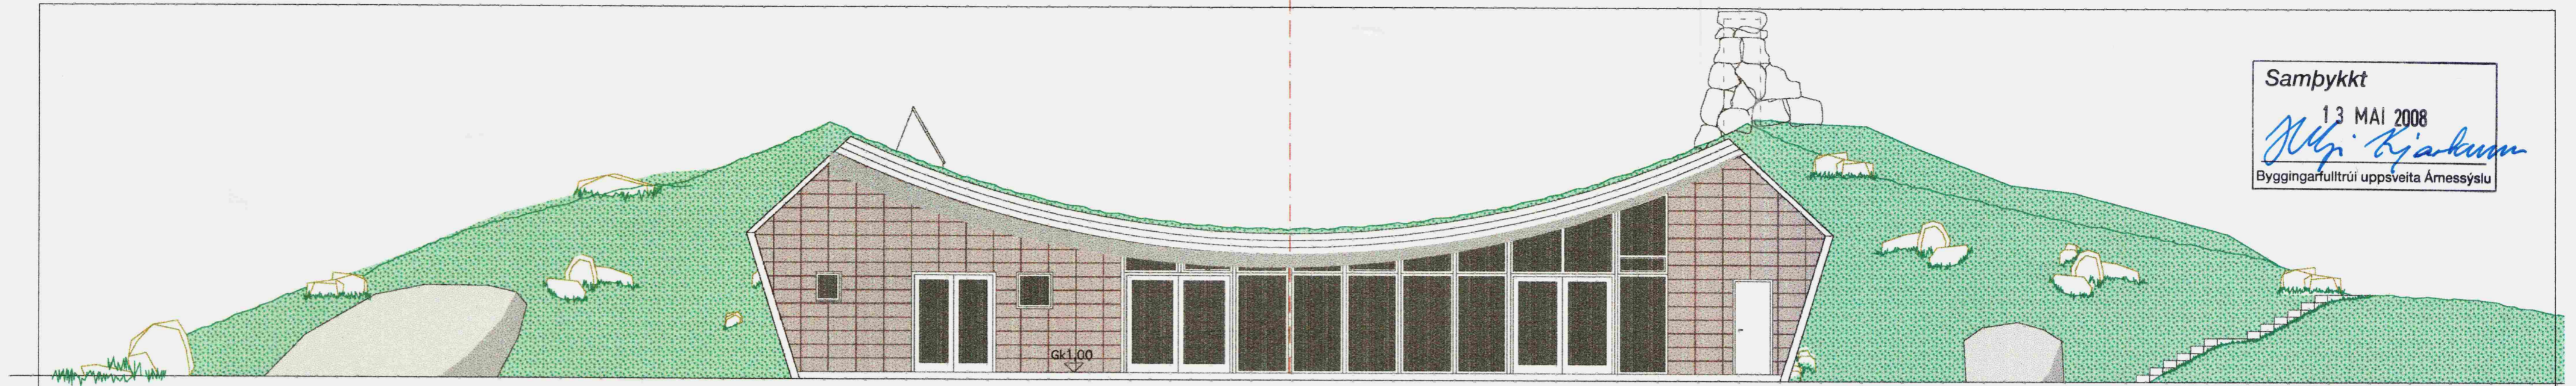 Samþykkt
13 MAI 2008
Byggingarfulltrúi uppsveita Árnessýslu
Gk1,00